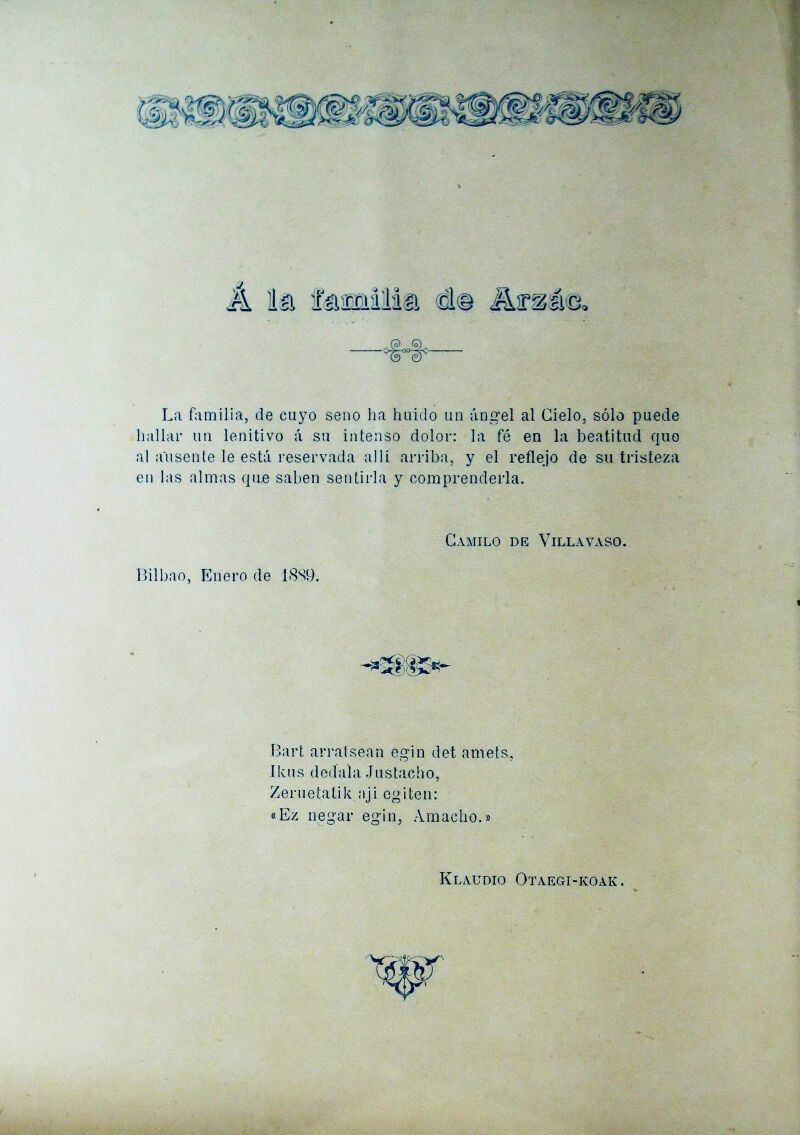 Á la familia de Arzác.
La familia, de cuyo seno ha huido un ángel al Cielo, sólo puede
hallar un lenitivo á su intenso dolor: la fé en la beatitud que
al ausente le está reservada allí arriba, y el reflejo de su tristeza
en las almas que saben sentirla y comprenderla.
CAMILO DE VILLAVASO.
Bilbao, Enero de 1889.
Bart arratsean egin det amets,
Ikus dedala Justacho,
Zeruetatik aji egiten:
«Ez negar egin, Amacho.»
KLAUDIO OTAEGI-KOAK.